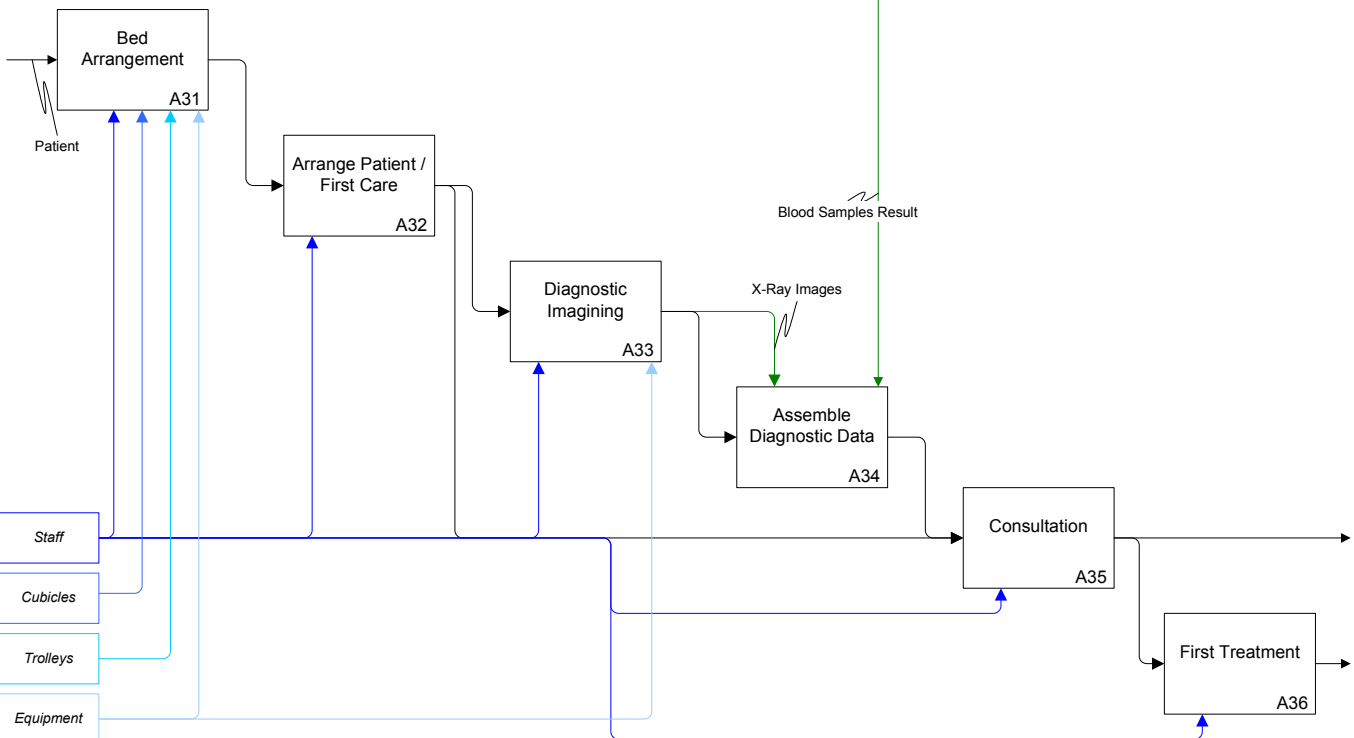 Bed
Arrangement
A31
Patient
Arrange Patient /
First Care
A32
Blood Samples Result
Diagnostic
Imagining
A33
X-Ray Images
Assemble
Diagnostic Data
A34
Staff
Consultation
A35
Cubicles
Trolleys
First Treatment
A36
Equipment